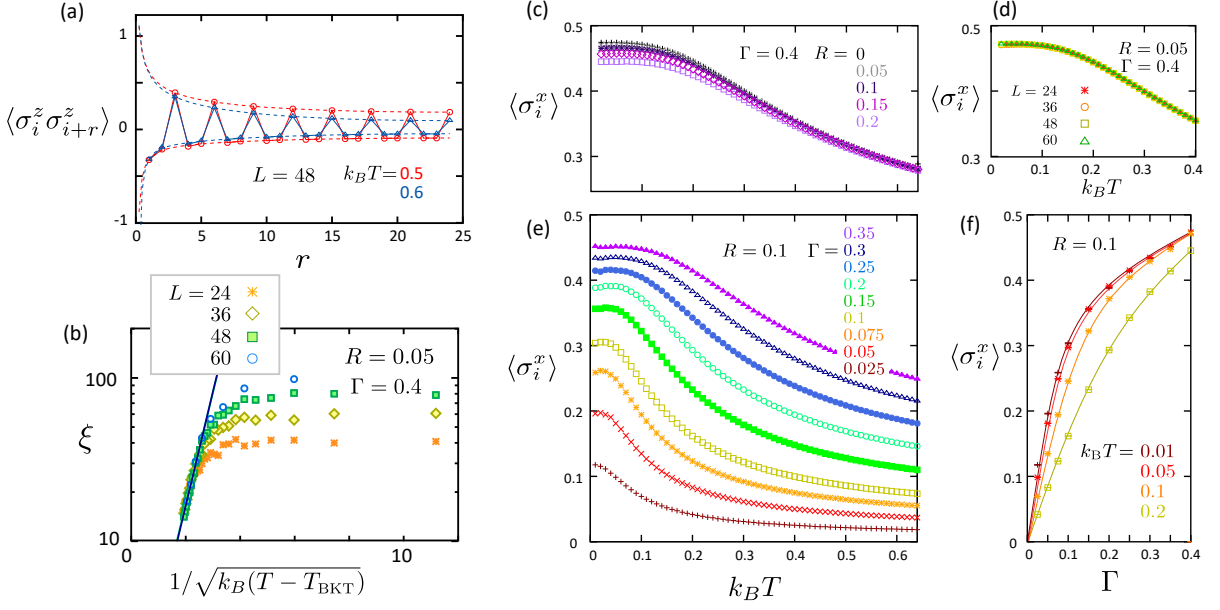 (a)
1
0
-1
⟨σ_i^z σ_{i+r}^z⟩
L = 48
k_BT= 0.5
0.6
0 5 10 15 20 25
r
(b)
L = 24
36
48
60
R = 0.05
Γ = 0.4
100
10
ξ
0 2 10
1/√k_B(T − T_BKT)
(c)
0.5
0.4
0.3
⟨σ_i^x⟩
Γ = 0.4 R = 0
0.05
0.1
0.15
0.2
(d)
0.5
0.3
⟨σ_i^x⟩
R = 0.05
Γ = 0.4
L = 24
36
48
60
0 0.1 0.2 0.3 0.4
k_BT
(e)
0.5
0.4
0.3
0.2
0.1
0
⟨σ_i^x⟩
R = 0.1 Γ = 0.35
0.3
0.25
0.2
0.15
0.1
0.075
0.05
0.025
0 0.1 0.2 0.3 0.4 0.5 0.6
k_BT
(f)
0.5
0.4
0.3
0.2
0.1
0
⟨σ_i^x⟩
R = 0.1
k_BT = 0.01
0.05
0.1
0.2
0 0.1 0.2 0.3 0.4
Γ